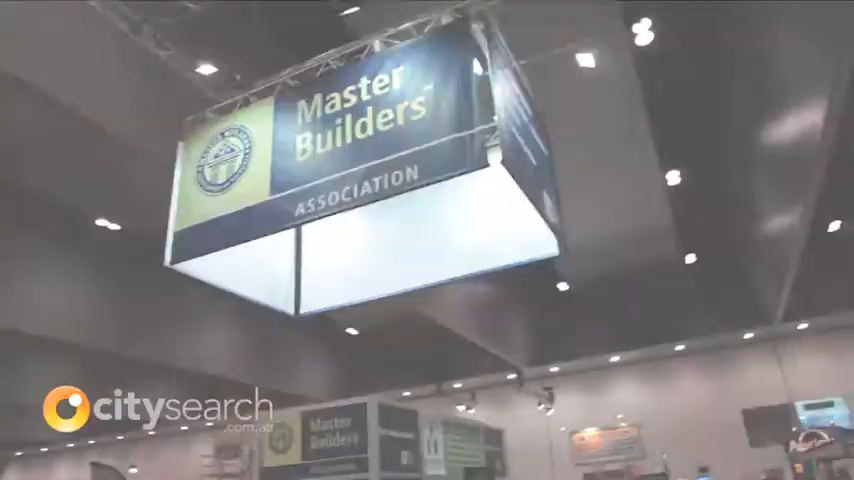 Master
Builders
ASSOCIATION
citysearch
.com.au
Master
Builders